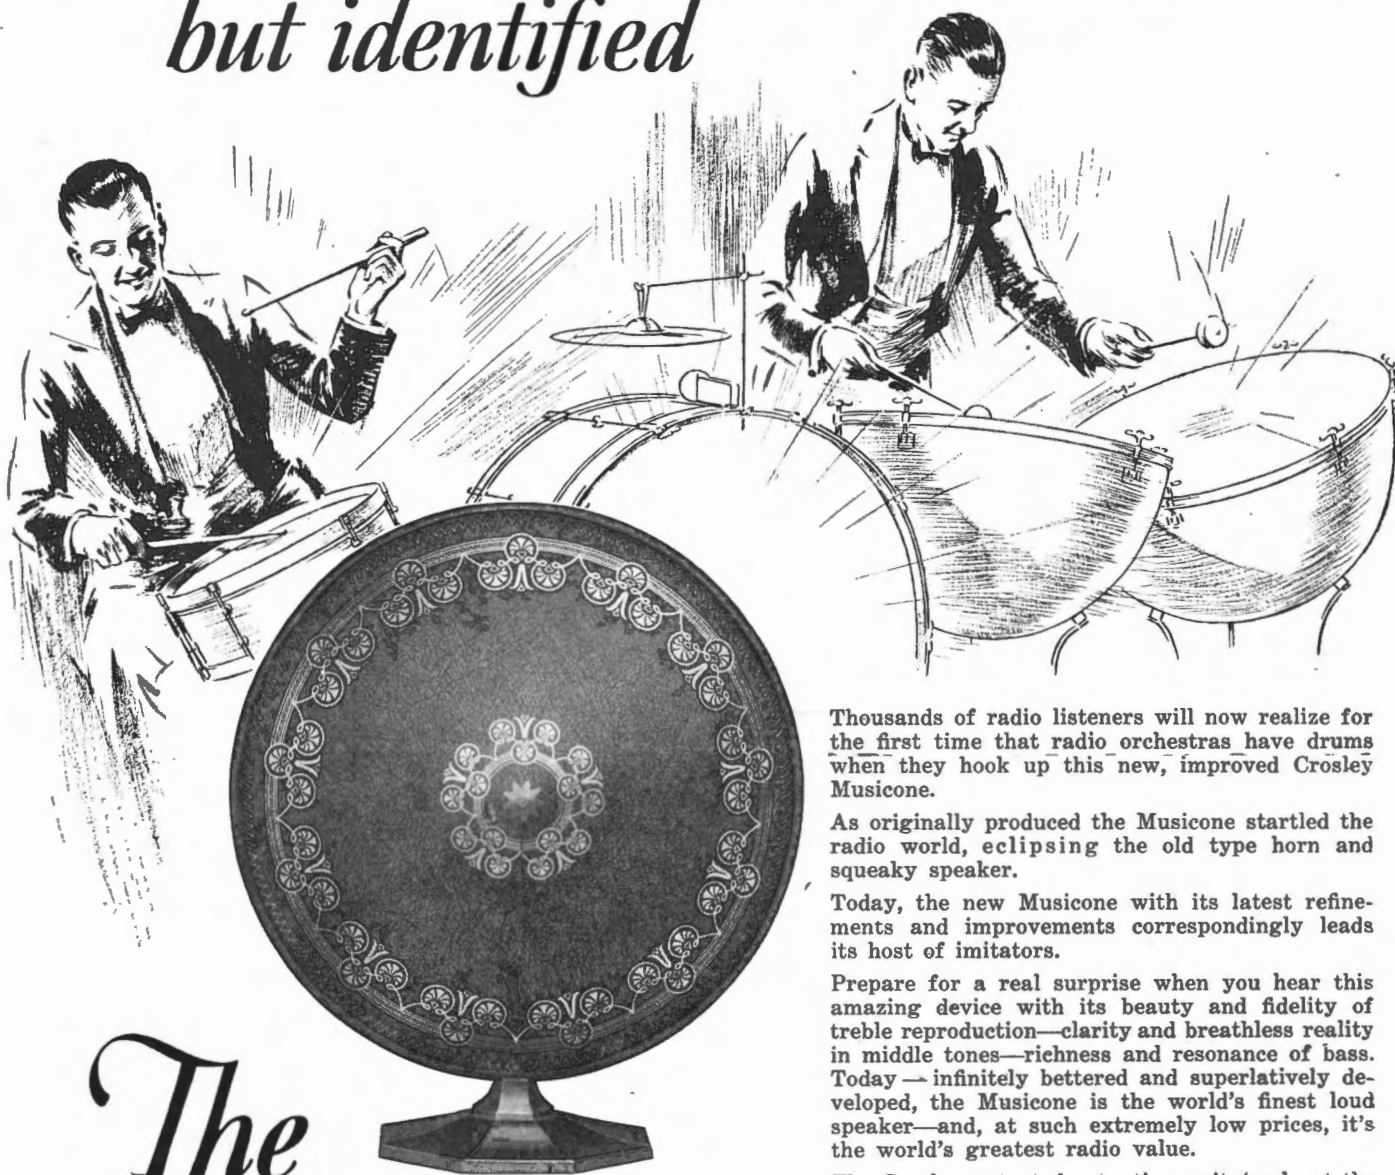 but identified
Thousands of radio listeners will now realize for
the first time that radio orchestras have drums
when they hook up this new, improved Crosley
Musicone.
As originally produced the Musicone startled the
radio world, eclipsing the old type horn and
squeaky speaker.
Today, the new Musicone with its latest refine-
ments and improvements correspondingly leads
its host of imitators.
Prepare for a real surprise when you hear this
amazing device with its beauty and fidelity of
treble reproduction—clarity and breathless reality
in middle tones—richness and resonance of bass.
Today—infinitely bettered and superlatively de-
veloped, the Musicone is the world's finest loud
speaker—and, at such extremely low prices, it's
the world's greatest radio value.
The